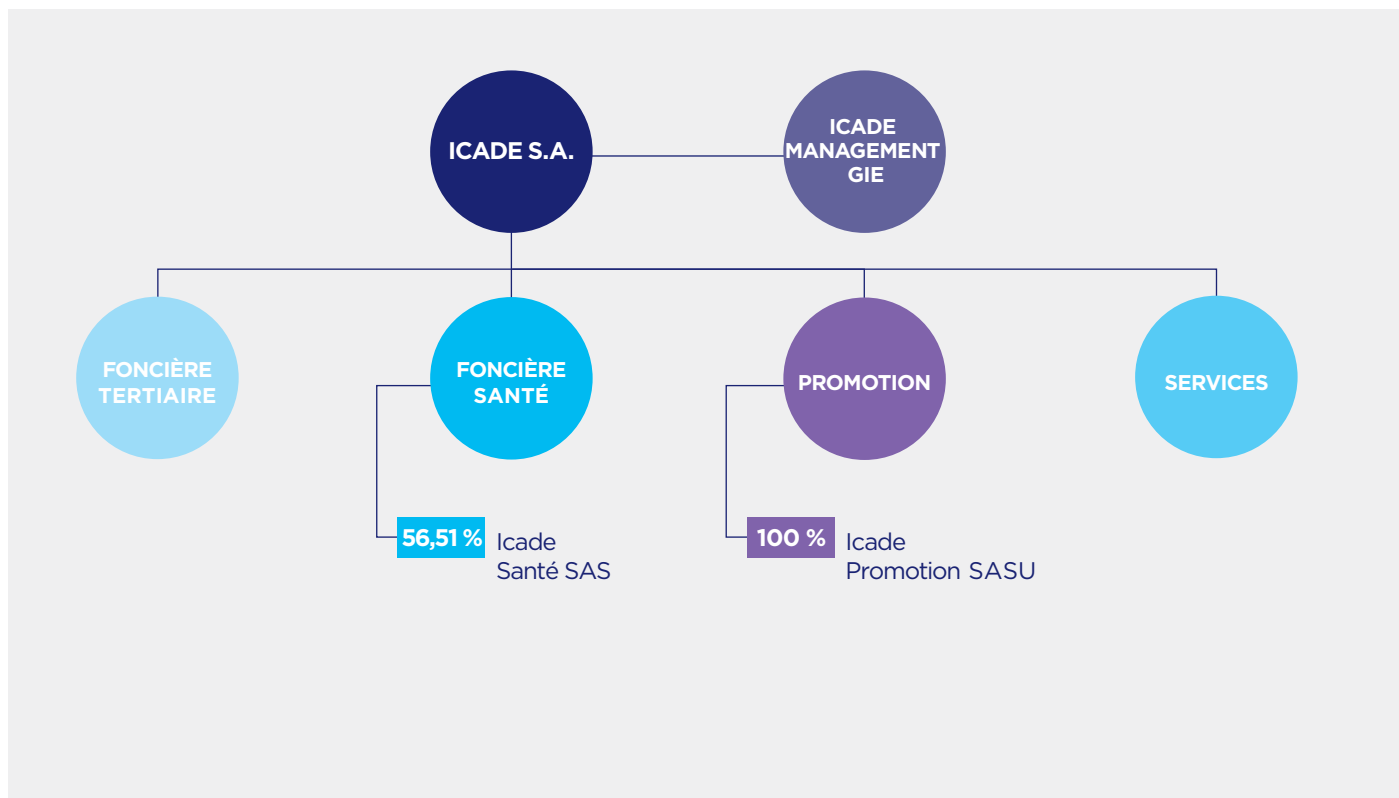 ICADE S.A.
ICADE
MANAGEMENT
GIE
FONCIÈRE
TERTIAIRE
FONCIÈRE
SANTÉ
PROMOTION
SERVICES
56,51 %
Icade
Santé SAS
100 %
Icade
Promotion SASU